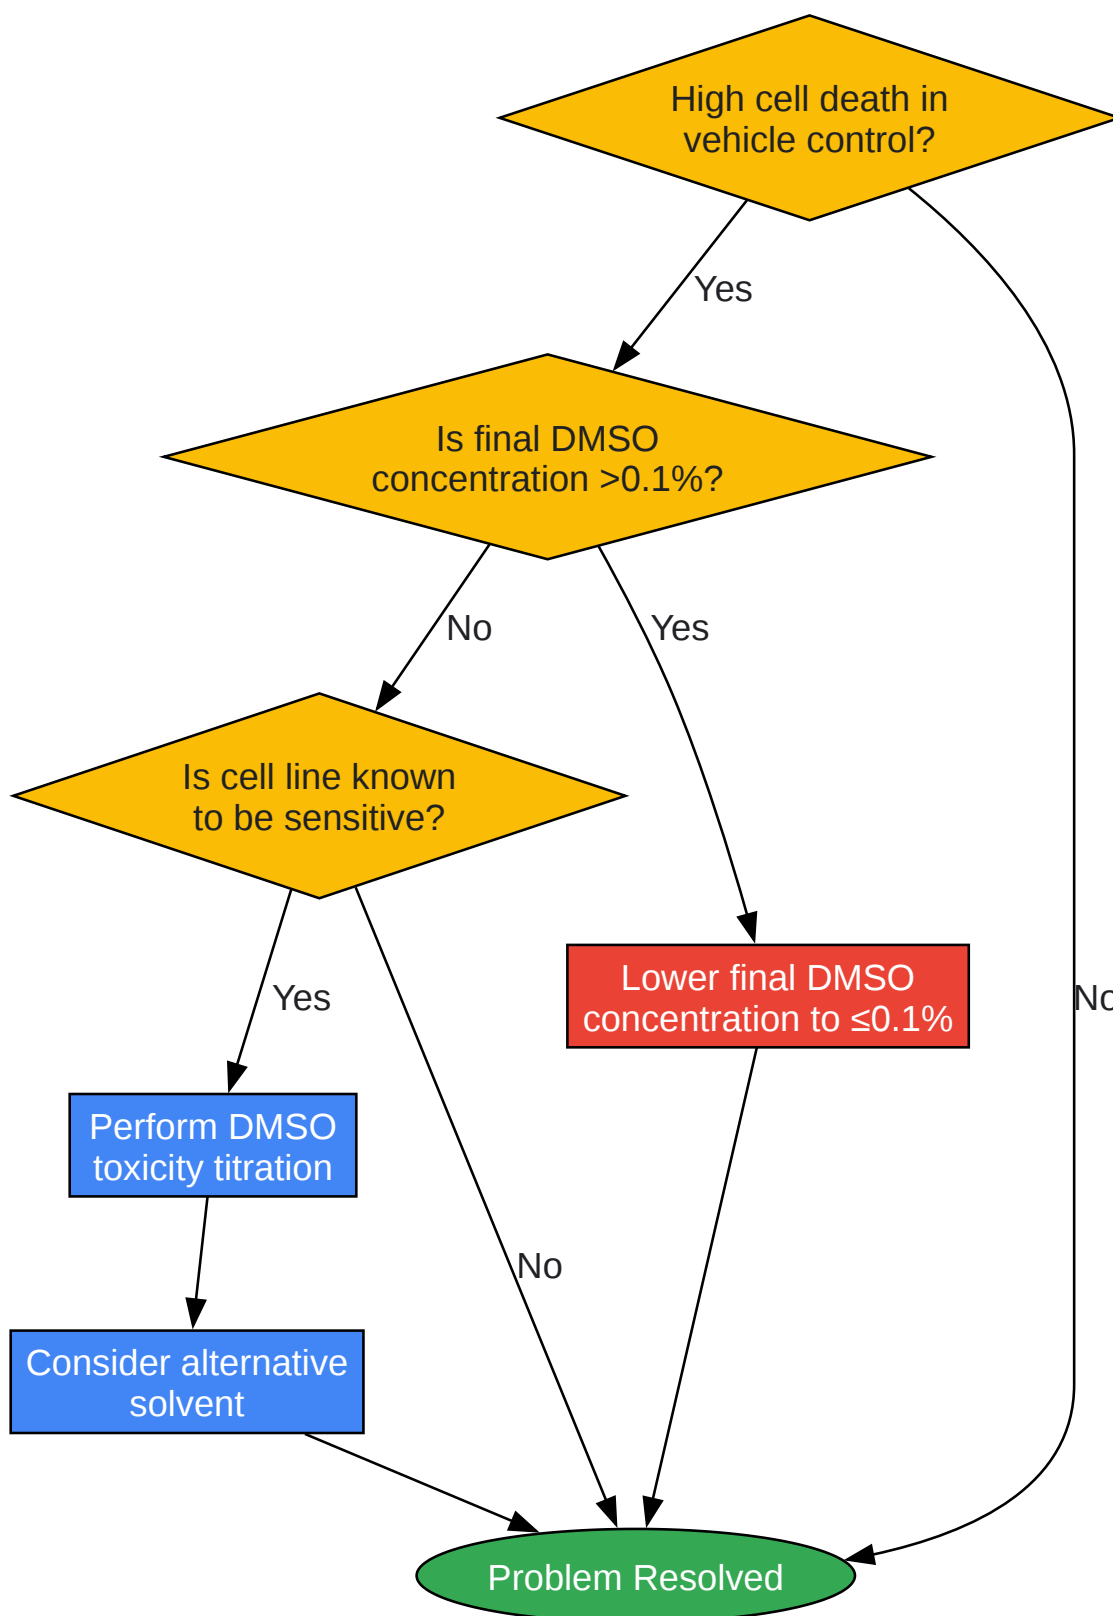 High cell death in
vehicle control?
Yes
Is final DMSO
concentration >0.1%?
No
Yes
Is cell line known
to be sensitive?
Yes
Lower final DMSO
concentration to ≤0.1%
No
Perform DMSO
toxicity titration
No
Consider alternative
solvent
Problem Resolved